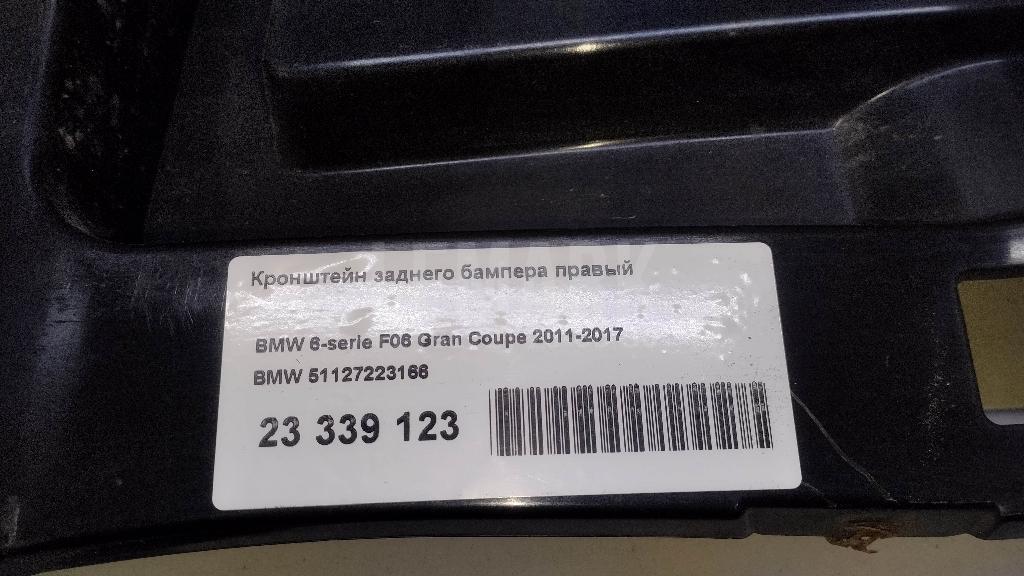 Кронштейн заднего бампера правый
BMW 6-serie F06 Gran Coupe 2011-2017
BMW 51127223166
23 339 123